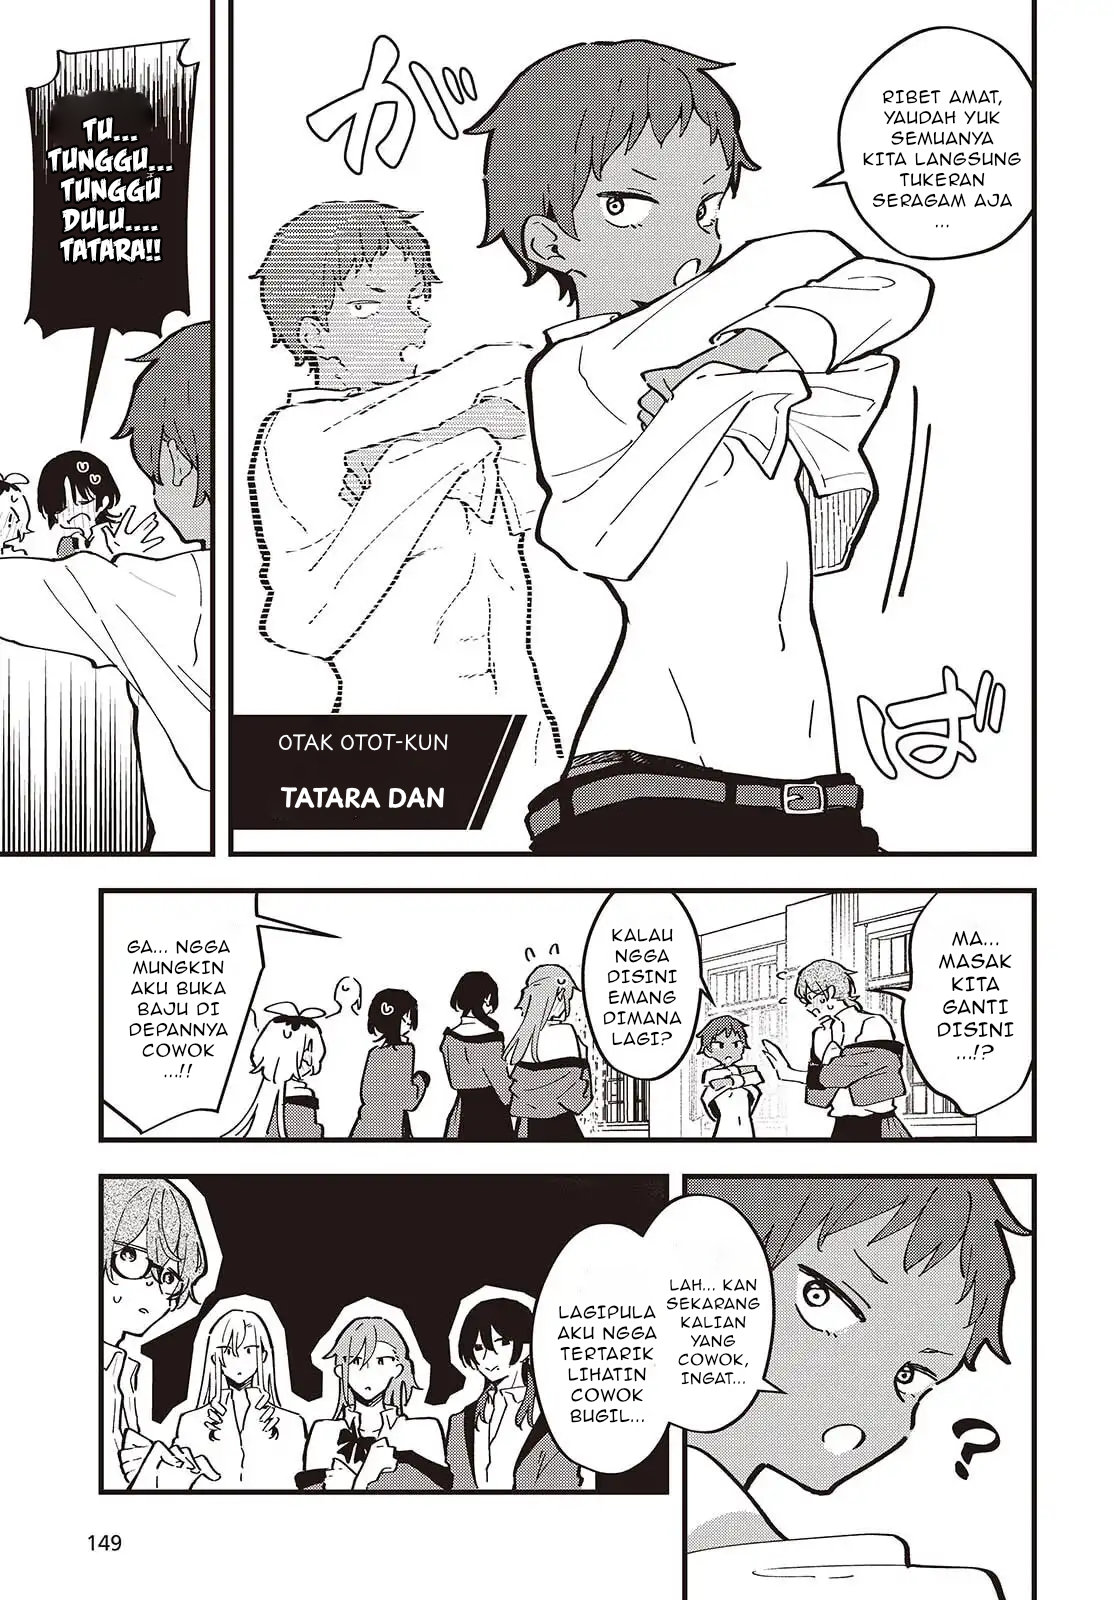 RIBET AMAT,
YAUDAH YUK
SEMUANYA
KITA LANGSUNG
TUKERAN
SERAGAM AJA
...
が
ば
OTAK OTOT-KUN
TATARA DAN
TU...
TUNGGU...
TUNGGU
DULU....
TATARA!!
MA...
MASAK
KITA
GANTI
DISINI
...!?
KALAU
NGGA
DISINI
EMANG
DIMANA
LAGI?
GA... NGGA
MUNGKIN
AKU BUKA
BAJU DI
DEPANNYA
COWOK
...!!
LAH... KAN
SEKARANG
KALIAN
YANG
COWOK,
INGAT...
LAGIPULA
AKU NGGA
TERTARIK
LIHATIN
COWOK
BUGIL...
?
149